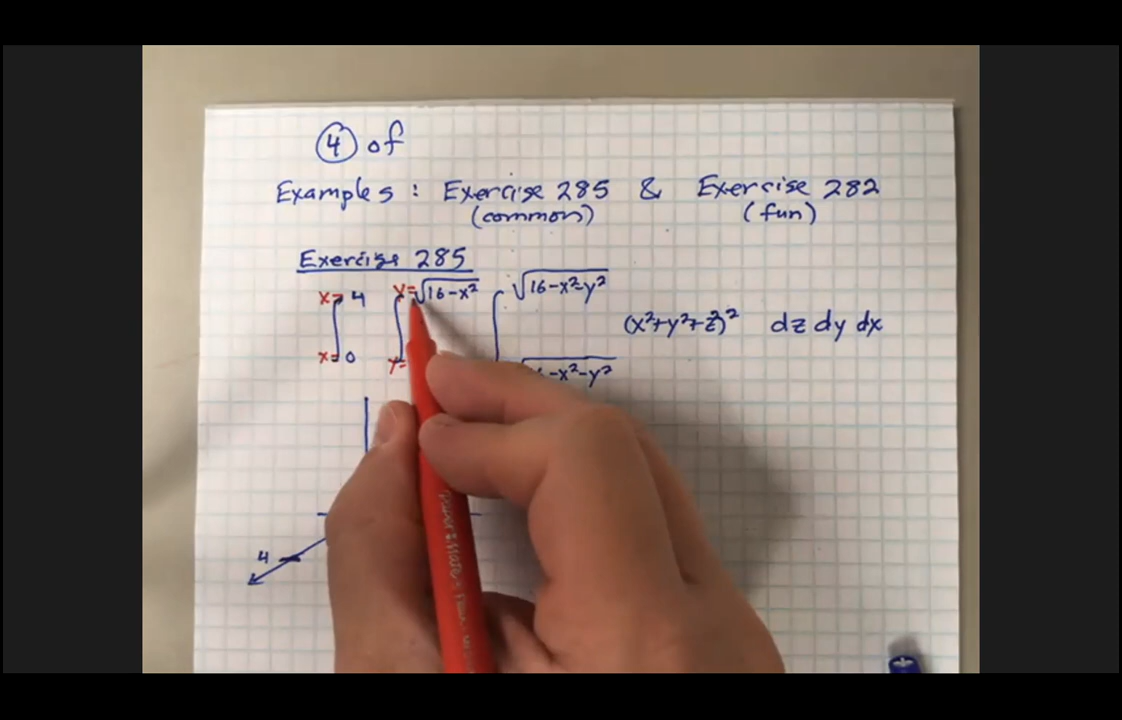 ④ of
Examples : Exercise 285 & Exercise 282
(common) (fun)
Exercise 285
x=4 y=√16-x² √16-x²-y²
(x²+y²+z²)² dz dy dx
x=0 y= -x²-y²
4